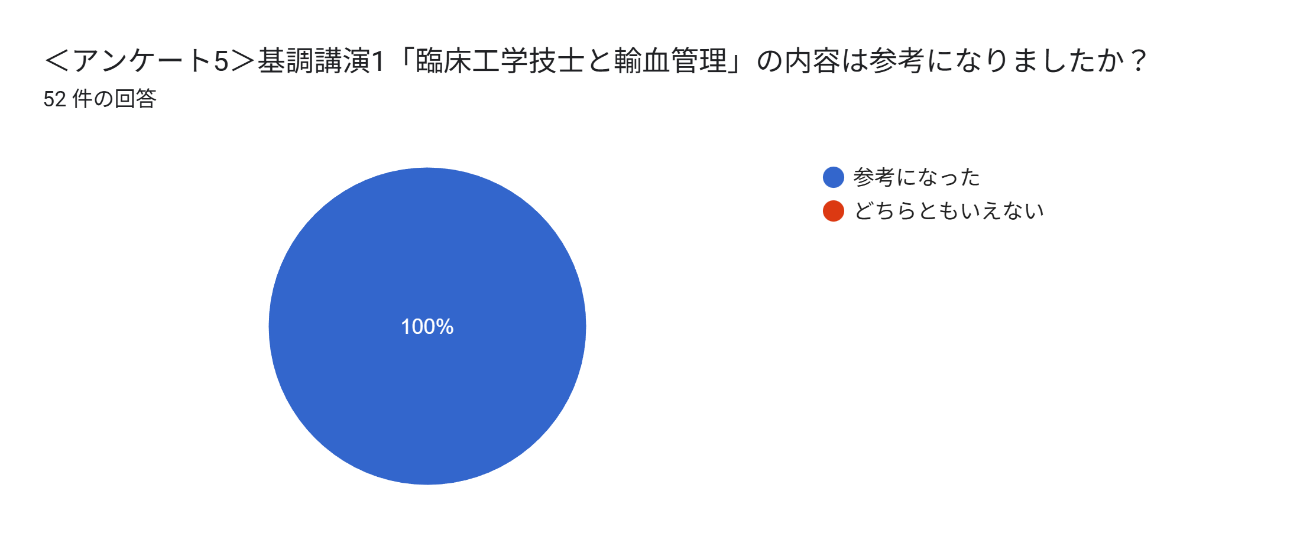 ＜アンケート5＞基調講演1「臨床工学技士と輸血管理」の内容は参考になりましたか？
52 件の回答
参考になった
どちらともいえない
100%